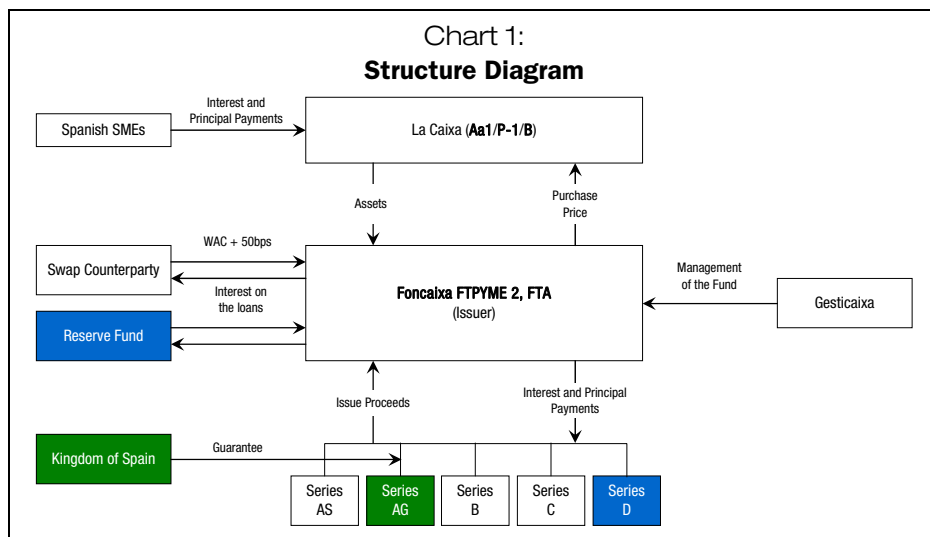 Chart 1:
Structure Diagram
Interest and
Principal Payments
Spanish SMEs
La Caixa (Aa1/P-1/B)
Assets
Purchase
Price
WAC + 50bps
Swap Counterparty
Interest on
the loans
Foncaixa FTPYME 2, FTA
(Issuer)
Management
of the Fund
Gesticaixa
Reserve Fund
Issue Proceeds
Interest and Principal
Payments
Kingdom of Spain
Guarantee
Series
AS
Series
AG
Series
B
Series
C
Series
D